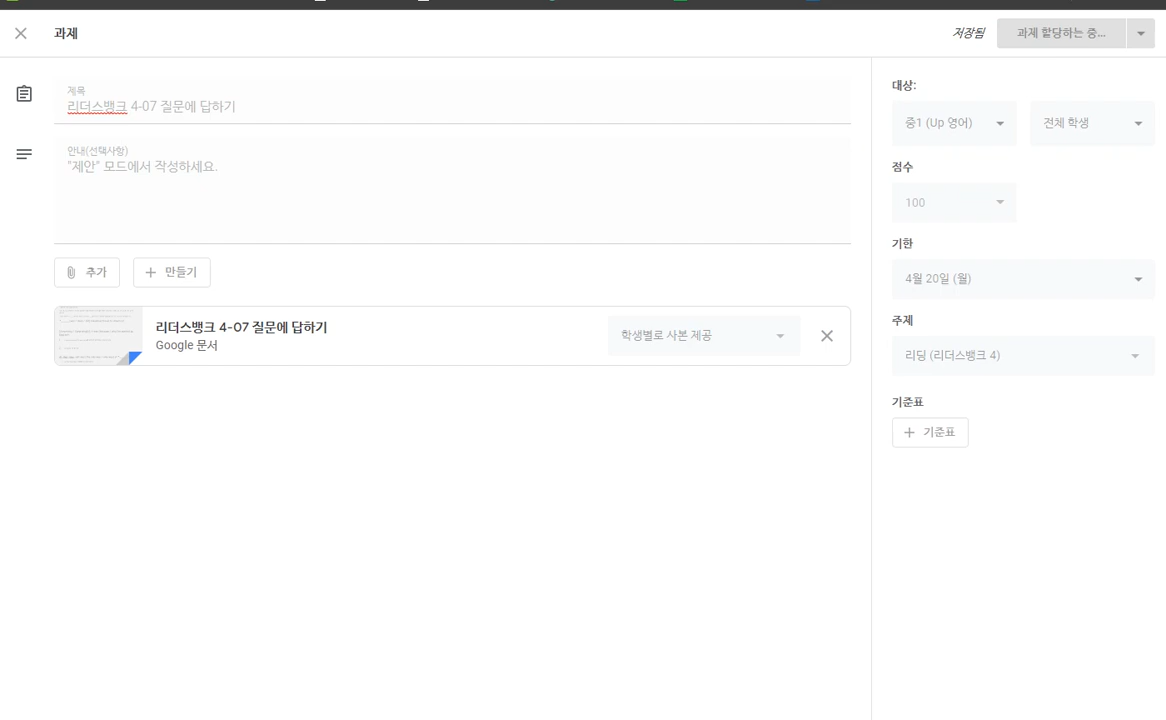 과제
저장됨
과제 할당하는 중...
제목
리더스뱅크 4-07 질문에 답하기
안내(선택사항)
"제안" 모드에서 작성하세요.
추가
만들기
리더스뱅크 4-07 질문에 답하기
Google 문서
학생별로 사본 제공
대상:
중1 (Up 영어)
전체 학생
점수
100
기한
4월 20일 (월)
주제
리딩 (리더스뱅크 4)
기준표
기준표